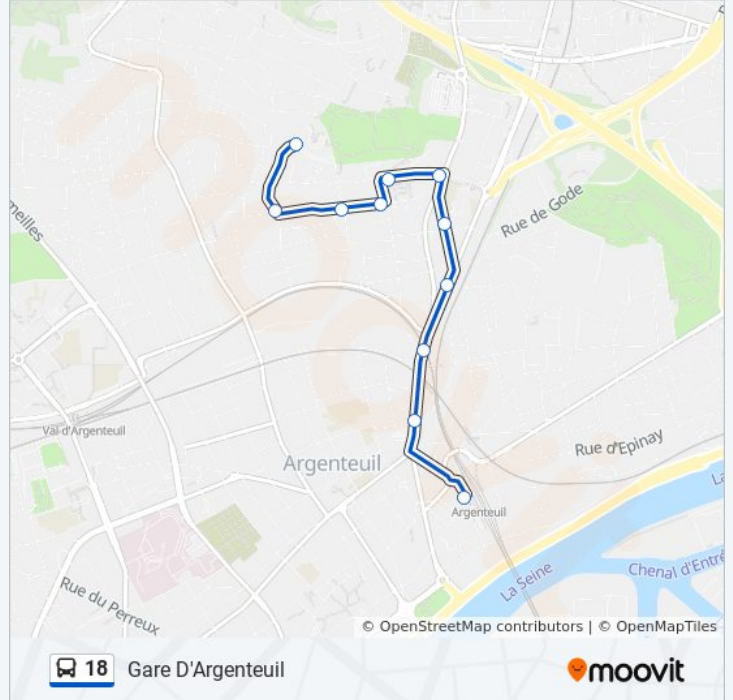 Rue de Gode
meilles
Val d'Argenteuil
Argenteuil
Rue d'Epinay
Argenteuil
La Seine
Chenal d'Entré
La
Rue du Perreux
© OpenStreetMap contributors | © OpenMapTiles
18 Gare D'Argenteuil
moovit